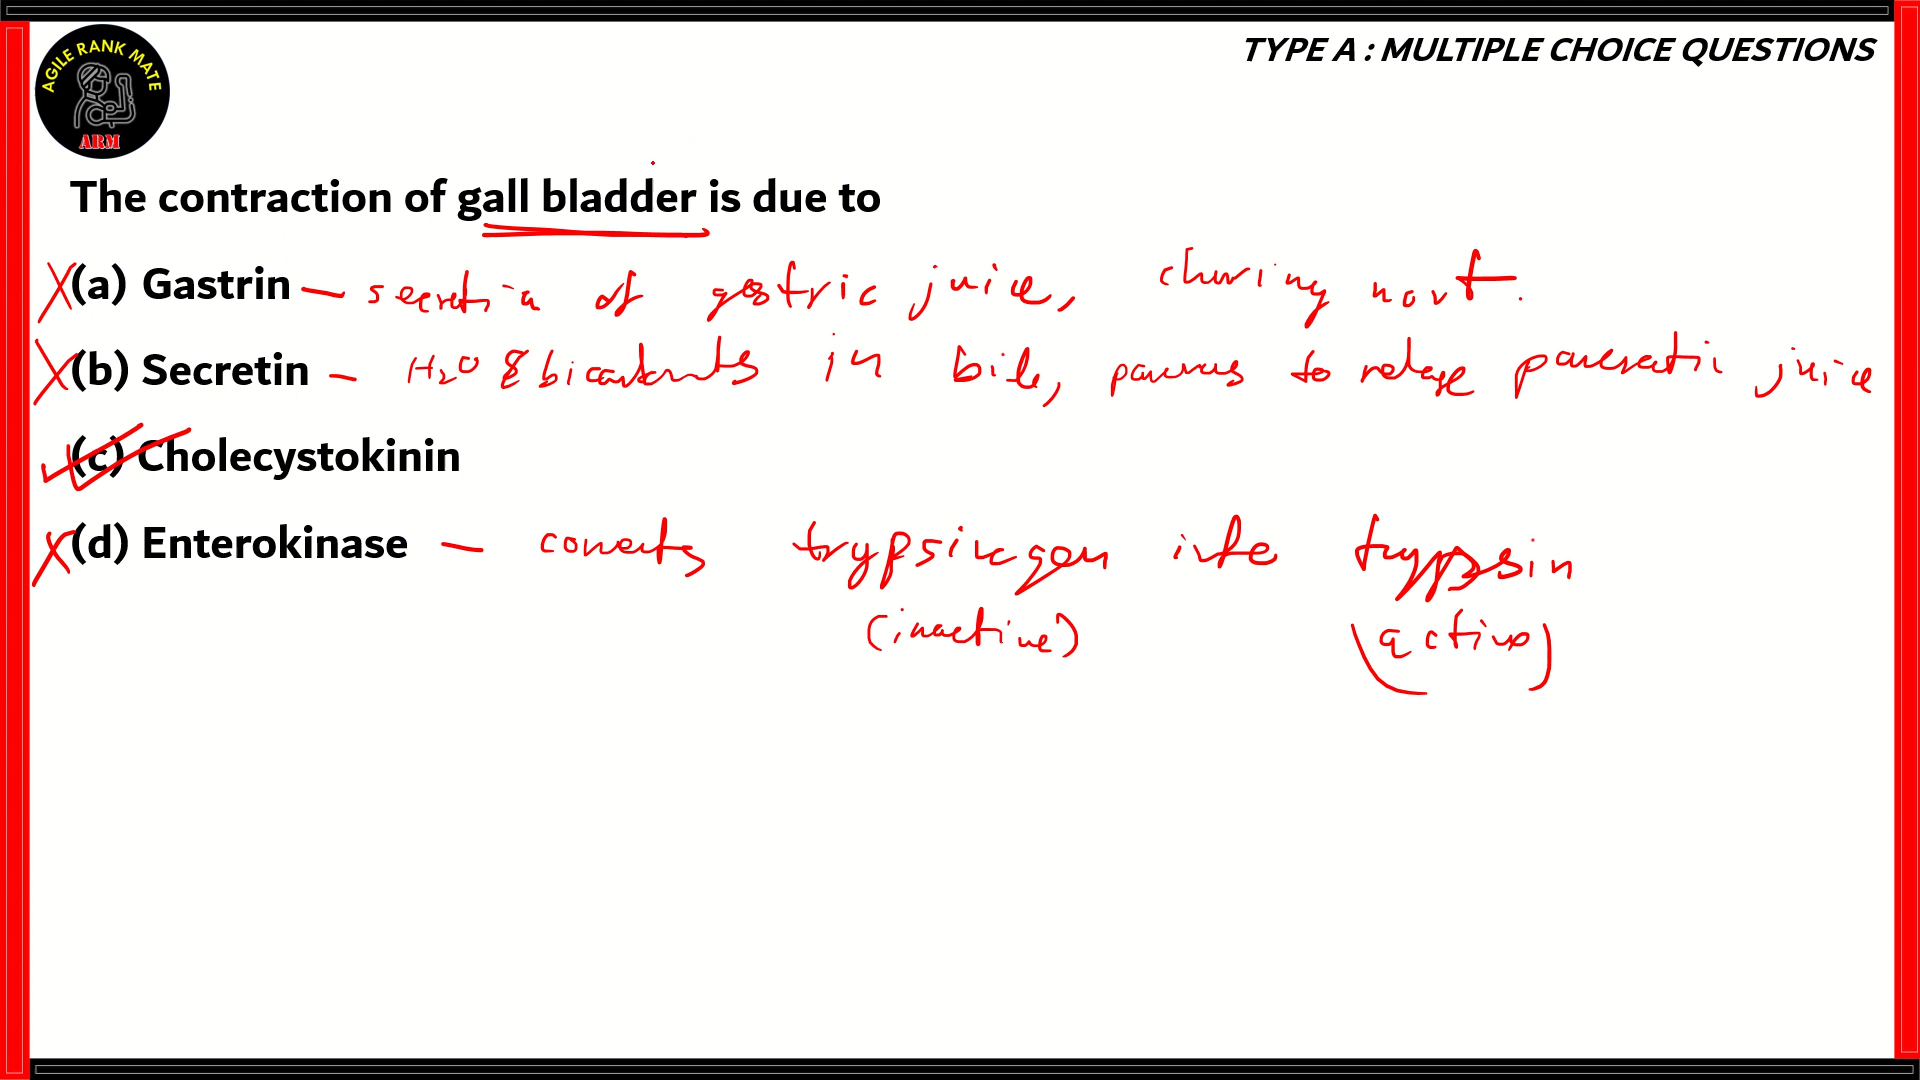 TYPE A : MULTIPLE CHOICE QUESTIONS
AGILE RANK MATE
ARM
The contraction of gall bladder is due to
(a) Gastrin — secretion of gastric juice, churing
(b) Secretin — H2O & bicarbonates in bile, pancreas to release pancreatic juice
(c) Cholecystokinin
(d) Enterokinase — converts trypsinogen into trypsin
(inactive) (active)